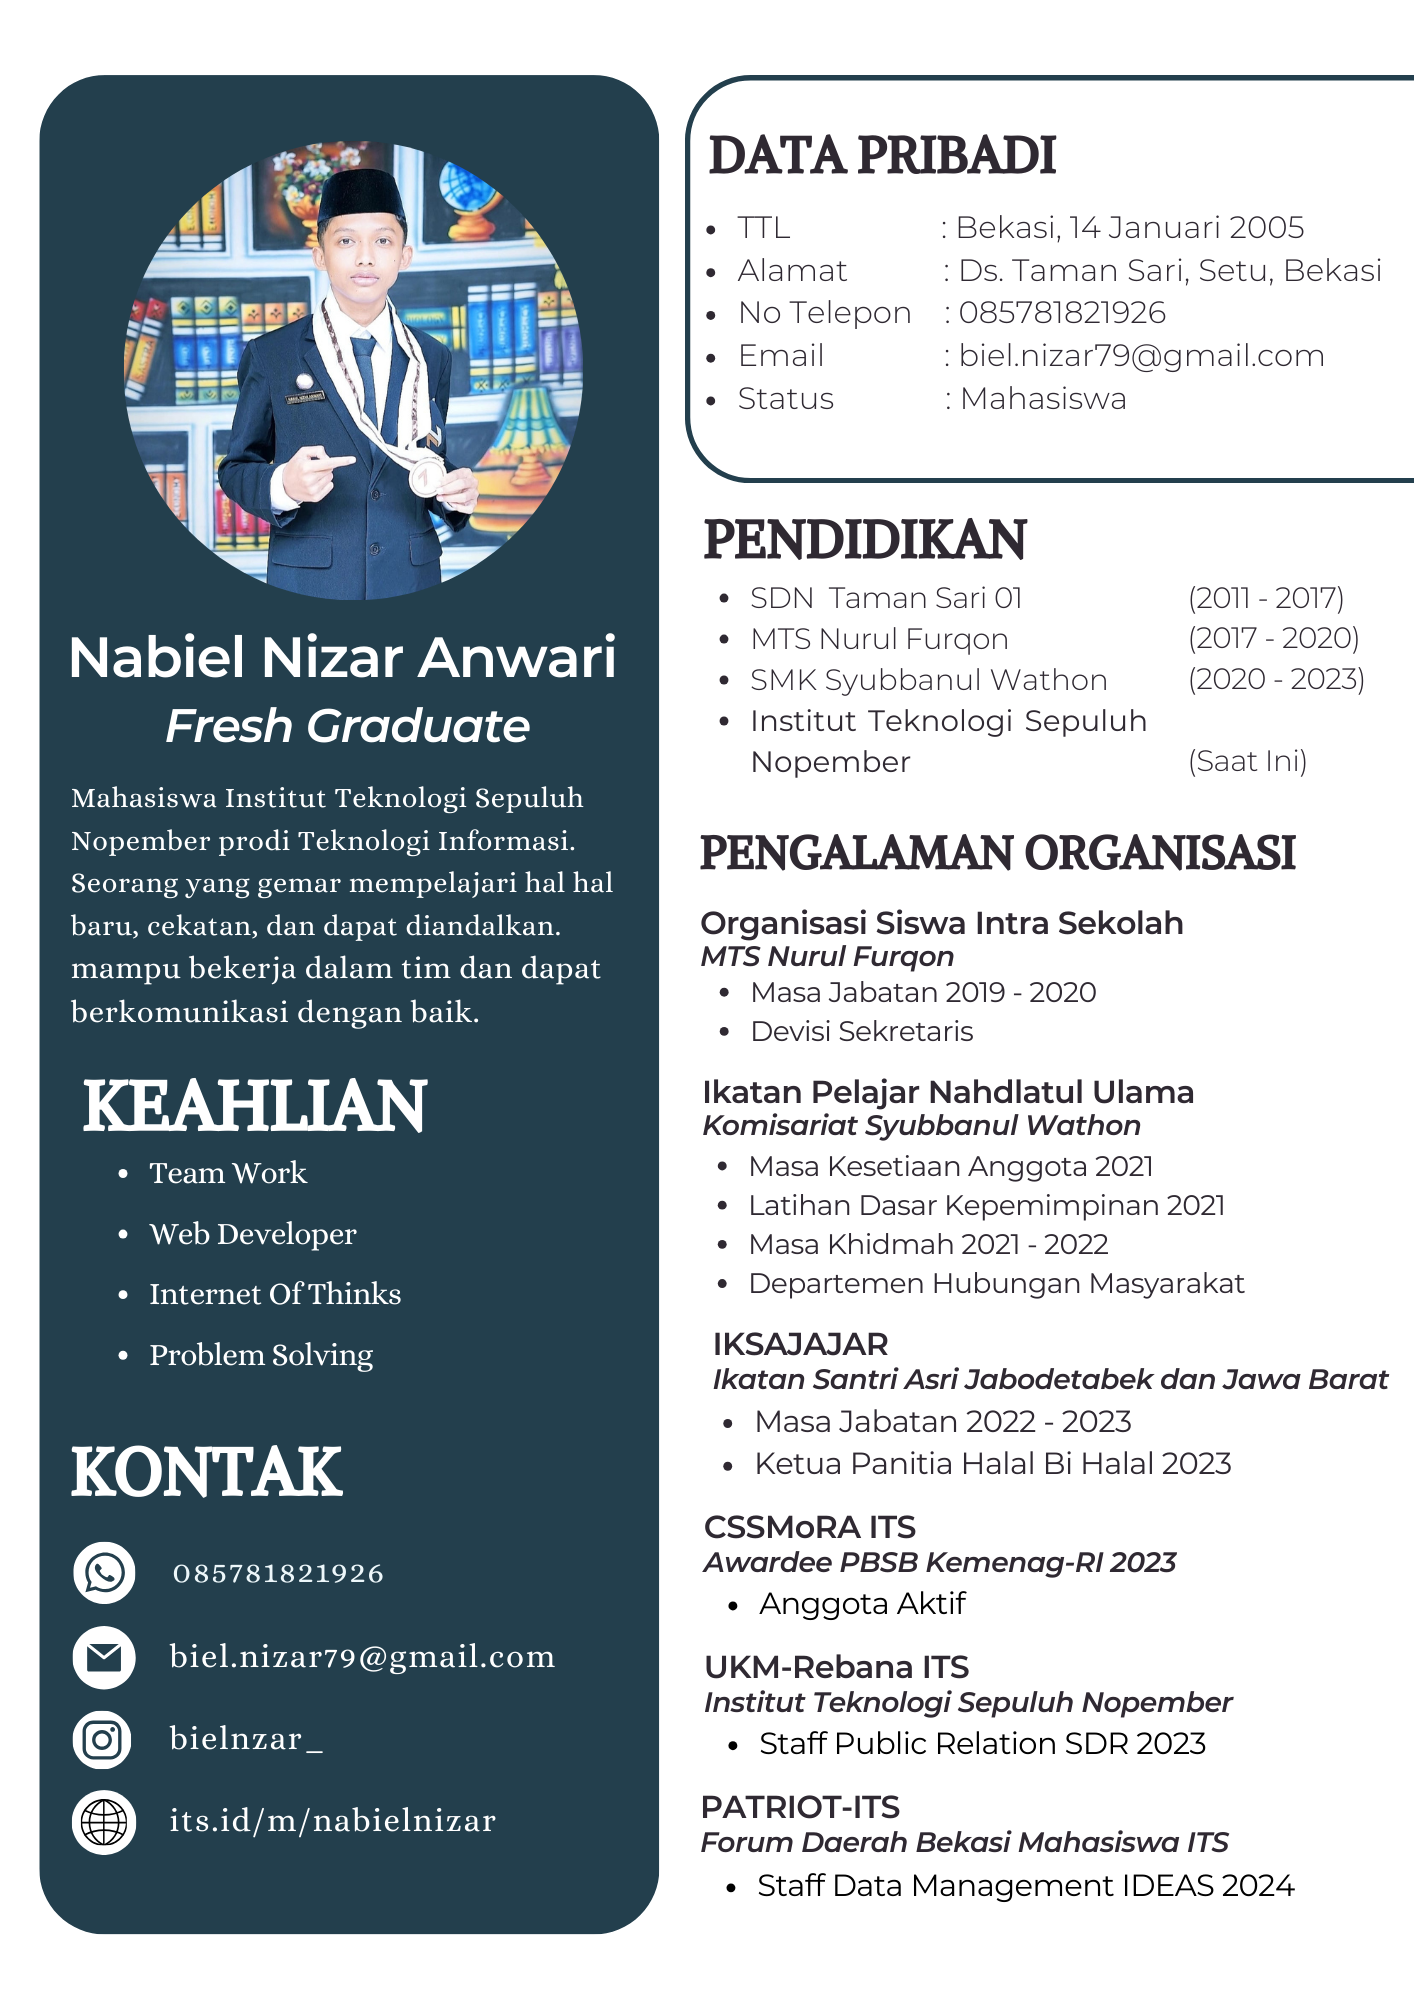 Nabiel Nizar Anwari
Fresh Graduate
Mahasiswa Institut Teknologi Sepuluh
Nopember prodi Teknologi Informasi.
Seorang yang gemar mempelajari hal hal
baru, cekatan, dan dapat diandalkan.
mampu bekerja dalam tim dan dapat
berkomunikasi dengan baik.
KEAHLIAN
• Team Work
• Web Developer
• Internet Of Thinks
• Problem Solving
KONTAK
085781821926
biel.nizar79@gmail.com
bielnzar_
its.id/m/nabielnizar
DATA PRIBADI
• TTL : Bekasi, 14 Januari 2005
• Alamat : Ds. Taman Sari, Setu, Bekasi
• No Telepon : 085781821926
• Email : biel.nizar79@gmail.com
• Status : Mahasiswa
PENDIDIKAN
• SDN Taman Sari 01 (2011 - 2017)
• MTS Nurul Furqon (2017 - 2020)
• SMK Syubbanul Wathon (2020 - 2023)
• Institut Teknologi Sepuluh
Nopember (Saat Ini)
PENGALAMAN ORGANISASI
Organisasi Siswa Intra Sekolah
MTS Nurul Furqon
• Masa Jabatan 2019 - 2020
• Devisi Sekretaris
Ikatan Pelajar Nahdlatul Ulama
Komisariat Syubbanul Wathon
• Masa Kesetiaan Anggota 2021
• Latihan Dasar Kepemimpinan 2021
• Masa Khidmah 2021 - 2022
• Departemen Hubungan Masyarakat
IKSAJAJAR
Ikatan Santri Asri Jabodetabek dan Jawa Barat
• Masa Jabatan 2022 - 2023
• Ketua Panitia Halal Bi Halal 2023
CSSMoRA ITS
Awardee PBSB Kemenag-RI 2023
• Anggota Aktif
UKM-Rebana ITS
Institut Teknologi Sepuluh Nopember
• Staff Public Relation SDR 2023
PATRIOT-ITS
Forum Daerah Bekasi Mahasiswa ITS
• Staff Data Management IDEAS 2024